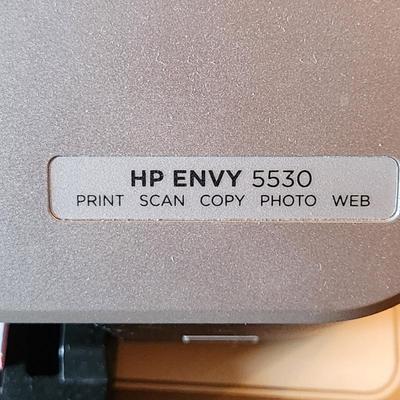 HP ENVY 5530
PRINT SCAN COPY PHOTO WEB